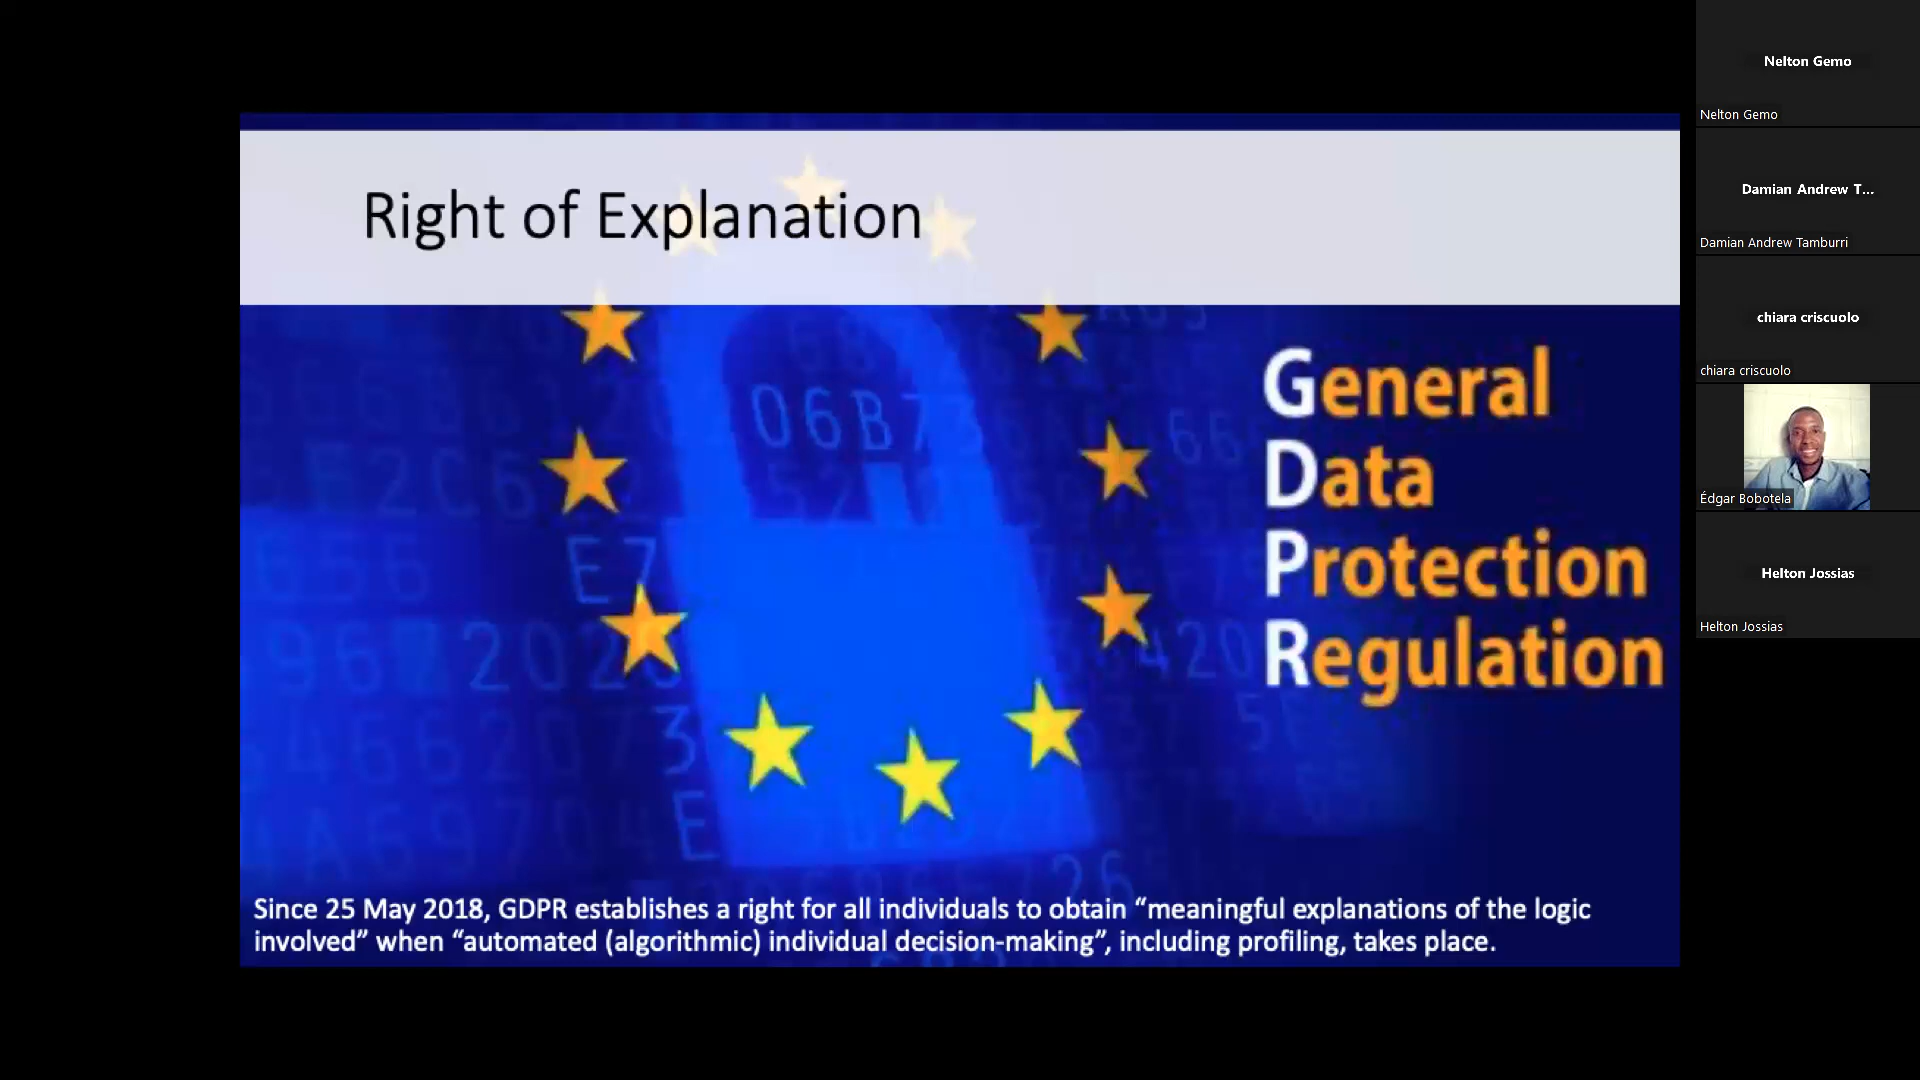 Right of Explanation
General
Data
Protection
Regulation
06B7
E7
Since 25 May 2018, GDPR establishes a right for all individuals to obtain “meaningful explanations of the logic
involved” when “automated (algorithmic) individual decision-making”, including profiling, takes place.
Nelton Gemo
Nelton Gemo
Damian Andrew T...
Damian Andrew Tamburri
chiara criscuolo
chiara criscuolo
Édgar Bobotela
Helton Jossias
Helton Jossias